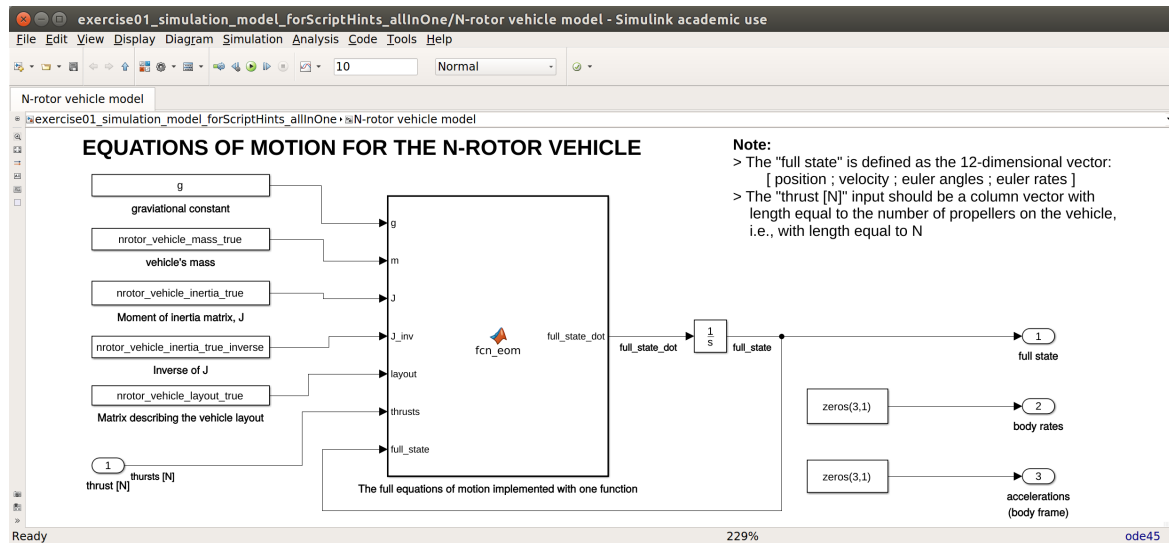 exercise01_simulation_model_forScriptHints_allInOne/N-rotor vehicle model - Simulink academic use
File Edit View Display Diagram Simulation Analysis Code Tools Help
10 Normal
N-rotor vehicle model
exercise01_simulation_model_forScriptHints_allInOne N-rotor vehicle model
EQUATIONS OF MOTION FOR THE N-ROTOR VEHICLE
Note:
> The "full state" is defined as the 12-dimensional vector:
[ position ; velocity ; euler angles ; euler rates ]
> The "thrust [N]" input should be a column vector with
length equal to the number of propellers on the vehicle,
i.e., with length equal to N
g
graviational constant
nrotor_vehicle_mass_true
vehicle's mass
nrotor_vehicle_inertia_true
Moment of inertia matrix, J
nrotor_vehicle_inertia_true_inverse
Inverse of J
nrotor_vehicle_layout_true
Matrix describing the vehicle layout
1
thursts [N]
thrust [N]
g
m
J
J_inv
layout
thrusts
full_state
fcn_eom
full_state_dot
The full equations of motion implemented with one function
full_state_dot
1
s
full_state
1
full state
zeros(3,1)
2
body rates
zeros(3,1)
3
accelerations
(body frame)
Ready 229% ode45